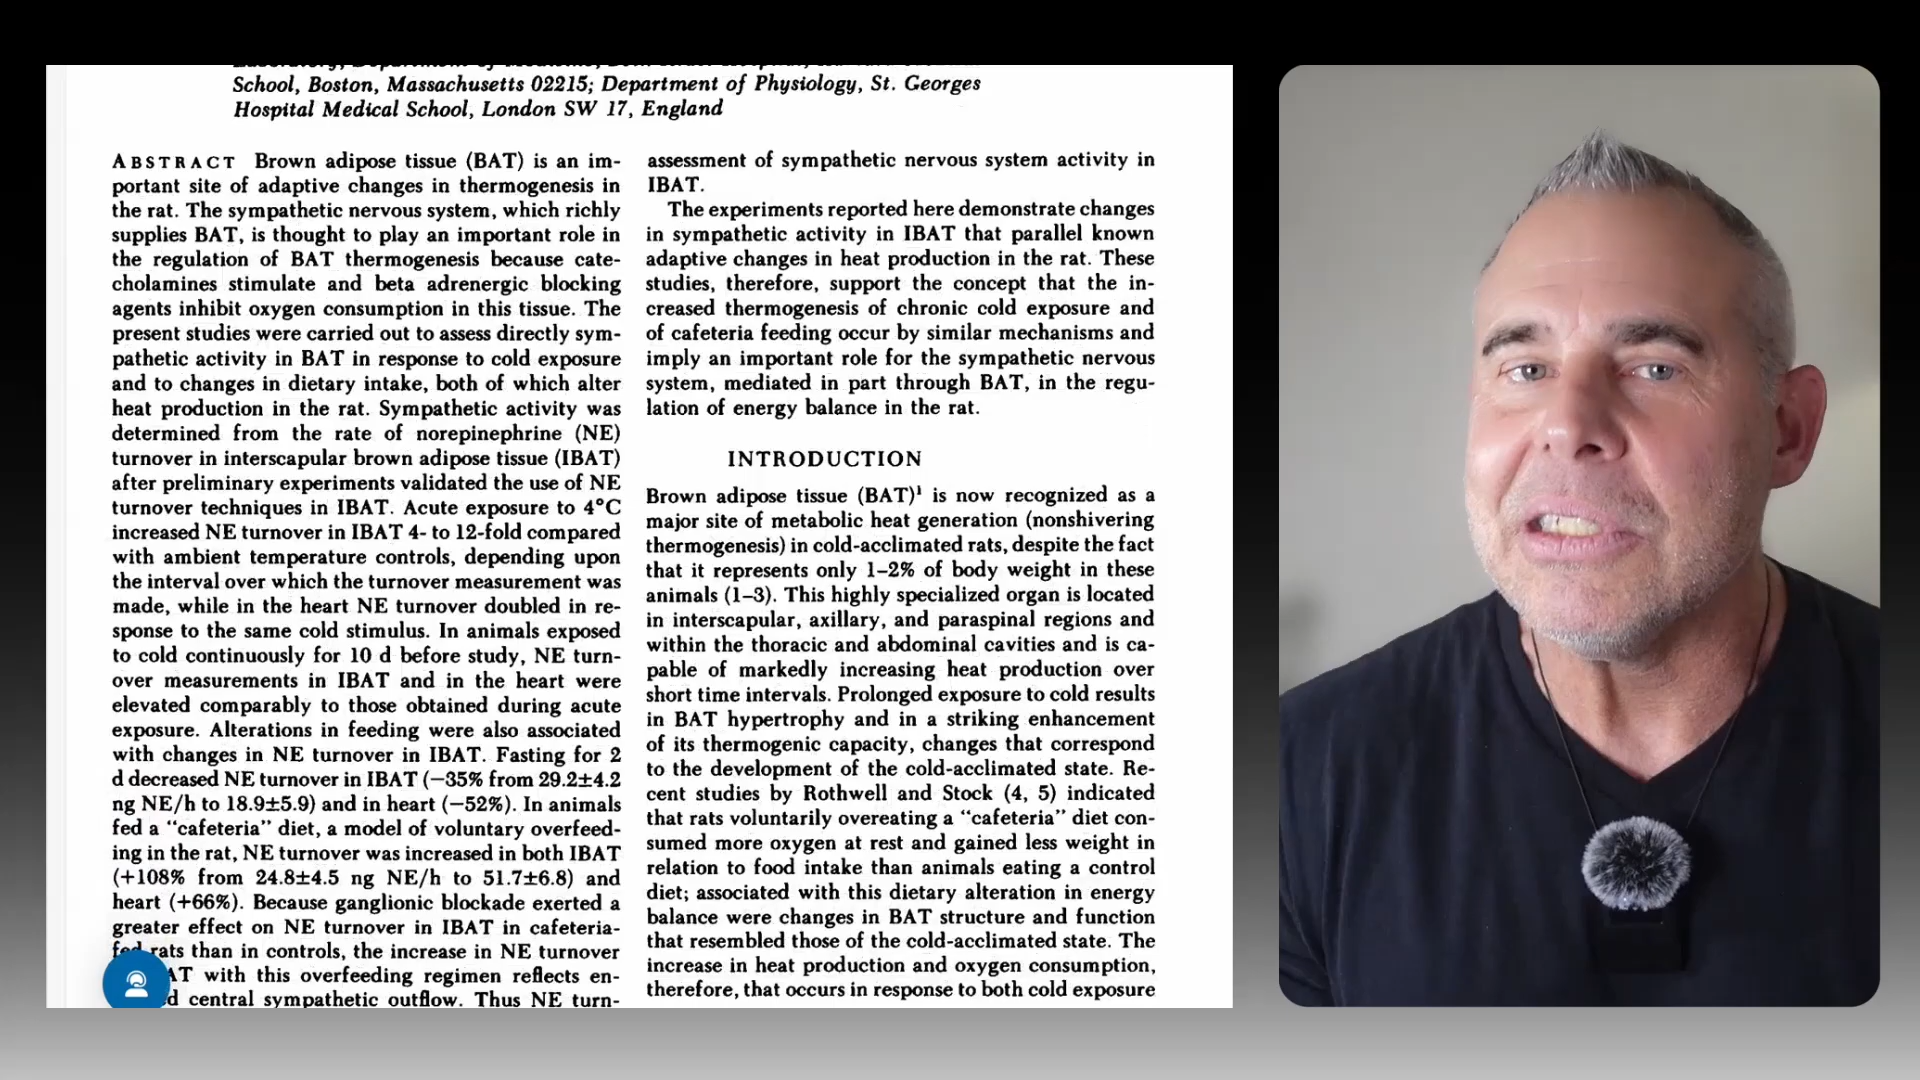 School, Boston, Massachusetts 02215; Department of Physiology, St. Georges
Hospital Medical School, London SW 17, England
ABSTRACT Brown adipose tissue (BAT) is an im-
portant site of adaptive changes in thermogenesis in
the rat. The sympathetic nervous system, which richly
supplies BAT, is thought to play an important role in
the regulation of BAT thermogenesis because cate-
cholamines stimulate and beta adrenergic blocking
agents inhibit oxygen consumption in this tissue. The
present studies were carried out to assess directly sym-
pathetic activity in BAT in response to cold exposure
and to changes in dietary intake, both of which alter
heat production in the rat. Sympathetic activity was
determined from the rate of norepinephrine (NE)
turnover in interscapular brown adipose tissue (IBAT)
after preliminary experiments validated the use of NE
turnover techniques in IBAT. Acute exposure to 4°C
increased NE turnover in IBAT 4- to 12-fold compared
with ambient temperature controls, depending upon
the interval over which the turnover measurement was
made, while in the heart NE turnover doubled in re-
sponse to the same cold stimulus. In animals exposed
to cold continuously for 10 d before study, NE turn-
over measurements in IBAT and in the heart were
elevated comparably to those obtained during acute
exposure. Alterations in feeding were also associated
with changes in NE turnover in IBAT. Fasting for 2
d decreased NE turnover in IBAT (−35% from 29.2±4.2
ng NE/h to 18.9±5.9) and in heart (−52%). In animals
fed a “cafeteria” diet, a model of voluntary overfeed-
ing in the rat, NE turnover was increased in both IBAT
(+108% from 24.8±4.5 ng NE/h to 51.7±6.8) and
heart (+66%). Because ganglionic blockade exerted a
greater effect on NE turnover in IBAT in cafeteria-
rats than in controls, the increase in NE turnover
with this overfeeding regimen reflects en-
central sympathetic outflow. Thus NE turn-
assessment of sympathetic nervous system activity in
IBAT.
The experiments reported here demonstrate changes
in sympathetic activity in IBAT that parallel known
adaptive changes in heat production in the rat. These
studies, therefore, support the concept that the in-
creased thermogenesis of chronic cold exposure and
of cafeteria feeding occur by similar mechanisms and
imply an important role for the sympathetic nervous
system, mediated in part through BAT, in the regu-
lation of energy balance in the rat.
INTRODUCTION
Brown adipose tissue (BAT)¹ is now recognized as a
major site of metabolic heat generation (nonshivering
thermogenesis) in cold-acclimated rats, despite the fact
that it represents only 1–2% of body weight in these
animals (1–3). This highly specialized organ is located
in interscapular, axillary, and paraspinal regions and
within the thoracic and abdominal cavities and is ca-
pable of markedly increasing heat production over
short time intervals. Prolonged exposure to cold results
in BAT hypertrophy and in a striking enhancement
of its thermogenic capacity, changes that correspond
to the development of the cold-acclimated state. Re-
cent studies by Rothwell and Stock (4, 5) indicated
that rats voluntarily overeating a “cafeteria” diet con-
sumed more oxygen at rest and gained less weight in
relation to food intake than animals eating a control
diet; associated with this dietary alteration in energy
balance were changes in BAT structure and function
that resembled those of the cold-acclimated state. The
increase in heat production and oxygen consumption,
therefore, that occurs in response to both cold exposure